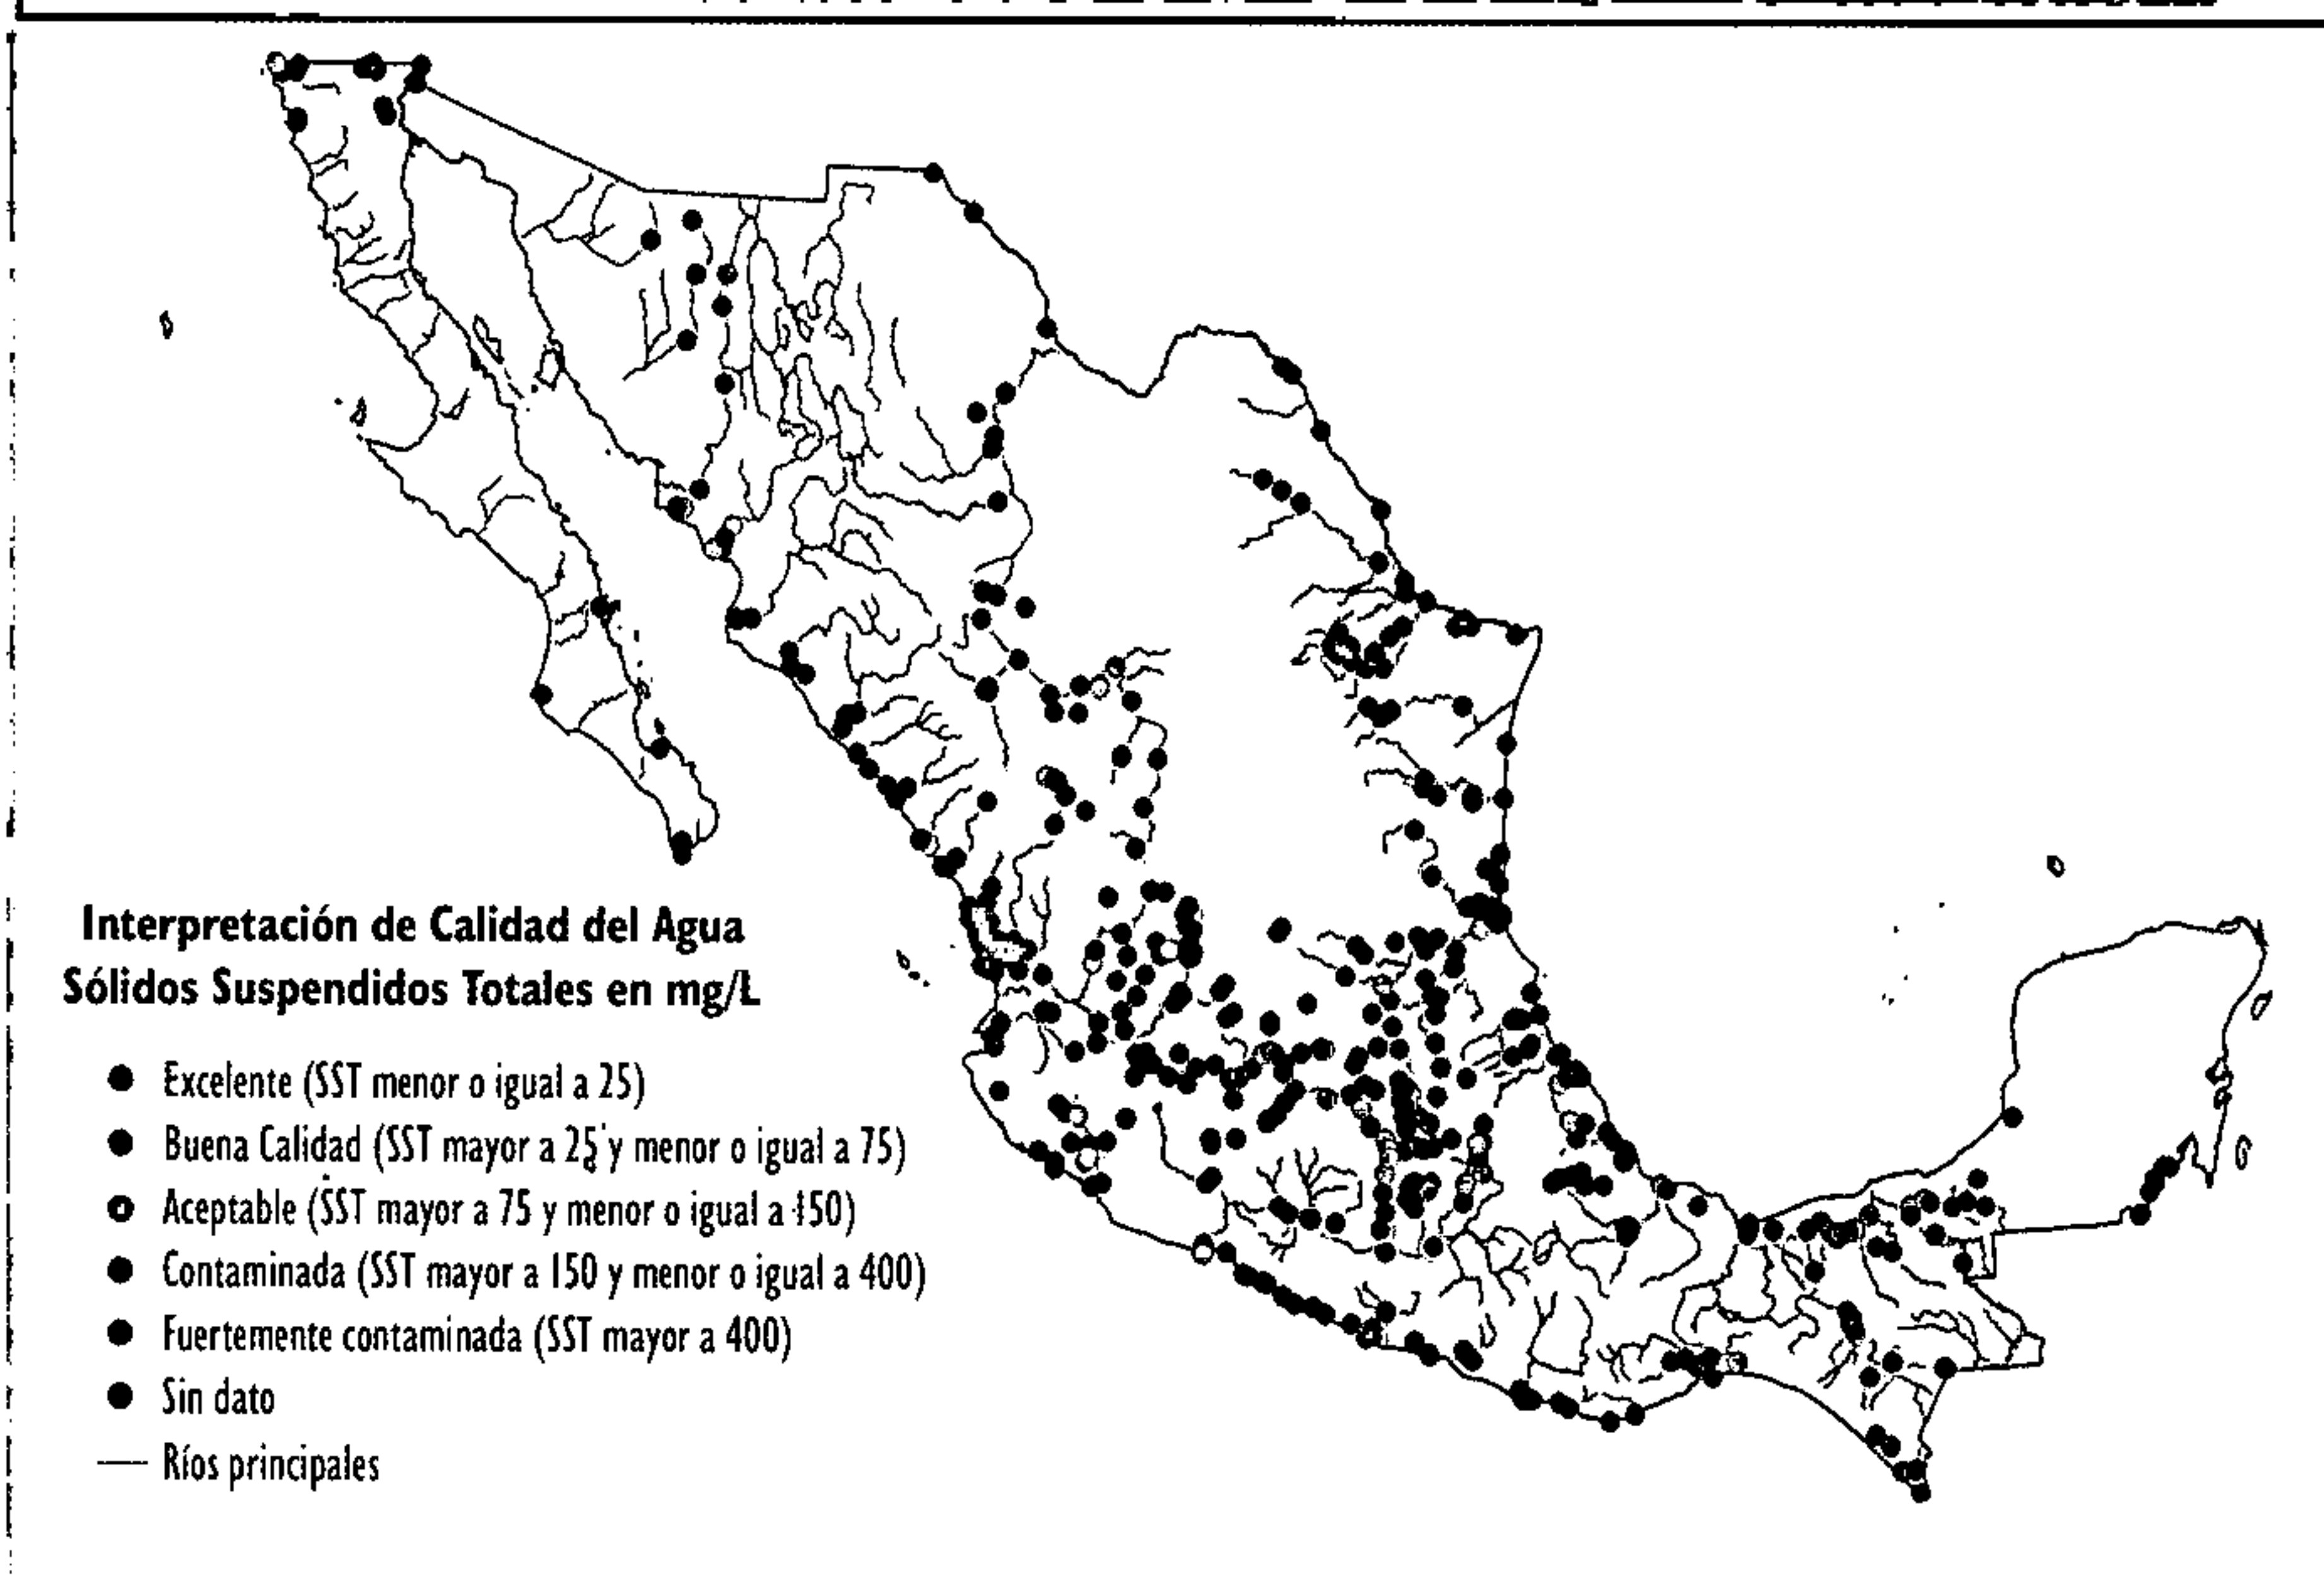 Interpretación de Calidad del Agua
Sólidos Suspendidos Totales en mg/L
Excelente (SST menor o igual a 25)
Buena Calidad (SST mayor a 25 y menor o igual a 75)
Aceptable (SST mayor a 75 y menor o igual a 150)
Contaminada (SST mayor a 150 y menor o igual a 400)
Fuertemente contaminada (SST mayor a 400)
Sin dato
Ríos principales